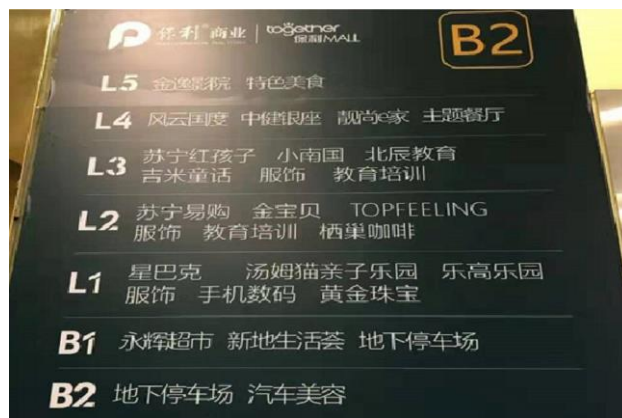 保利®商业 | together 保利MALL B2
L5 金逸影院 特色美食
L4 风云国度 中健银座 靓尚e家 主题餐厅
L3 苏宁红孩子 小南国 北辰教育
吉米童话 服饰 教育培训
L2 苏宁易购 金宝贝 TOPFEELING
服饰 教育培训 栖巢咖啡
L1 星巴克 汤姆猫亲子乐园 乐高乐园
服饰 手机数码 黄金珠宝
B1 永辉超市 新地生活荟 地下停车场
B2 地下停车场 汽车美容